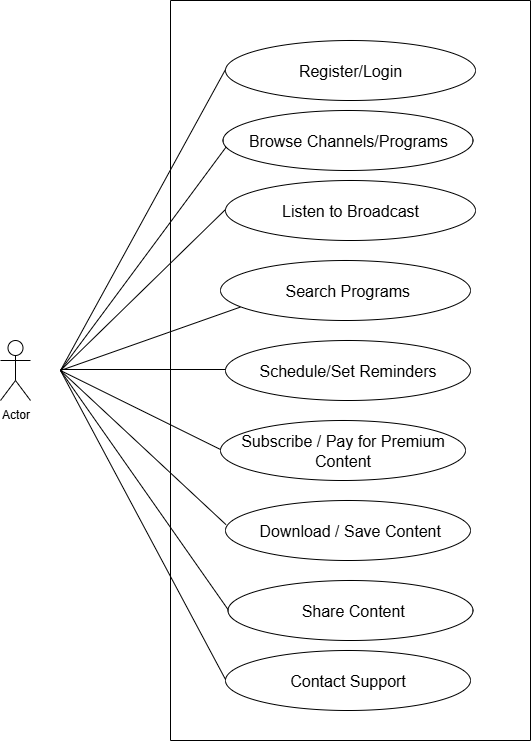 Register/Login
Browse Channels/Programs
Listen to Broadcast
Search Programs
Schedule/Set Reminders
Actor
Subscribe / Pay for Premium
Content
Download / Save Content
Share Content
Contact Support